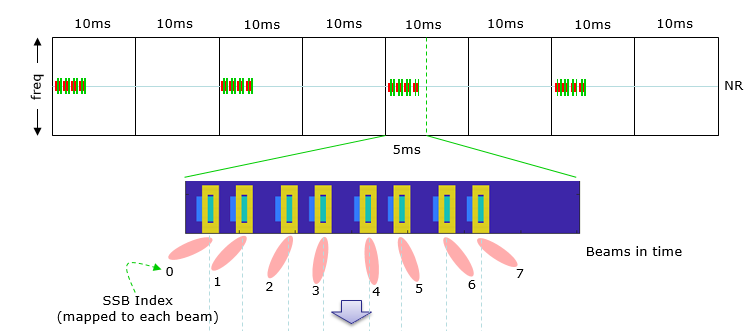 10ms 10ms 10ms 10ms 10ms 10ms 10ms 10ms
freq
NR
5ms
Beams in time
0 1 2 3 4 5 6 7
SSB Index
(mapped to each beam)